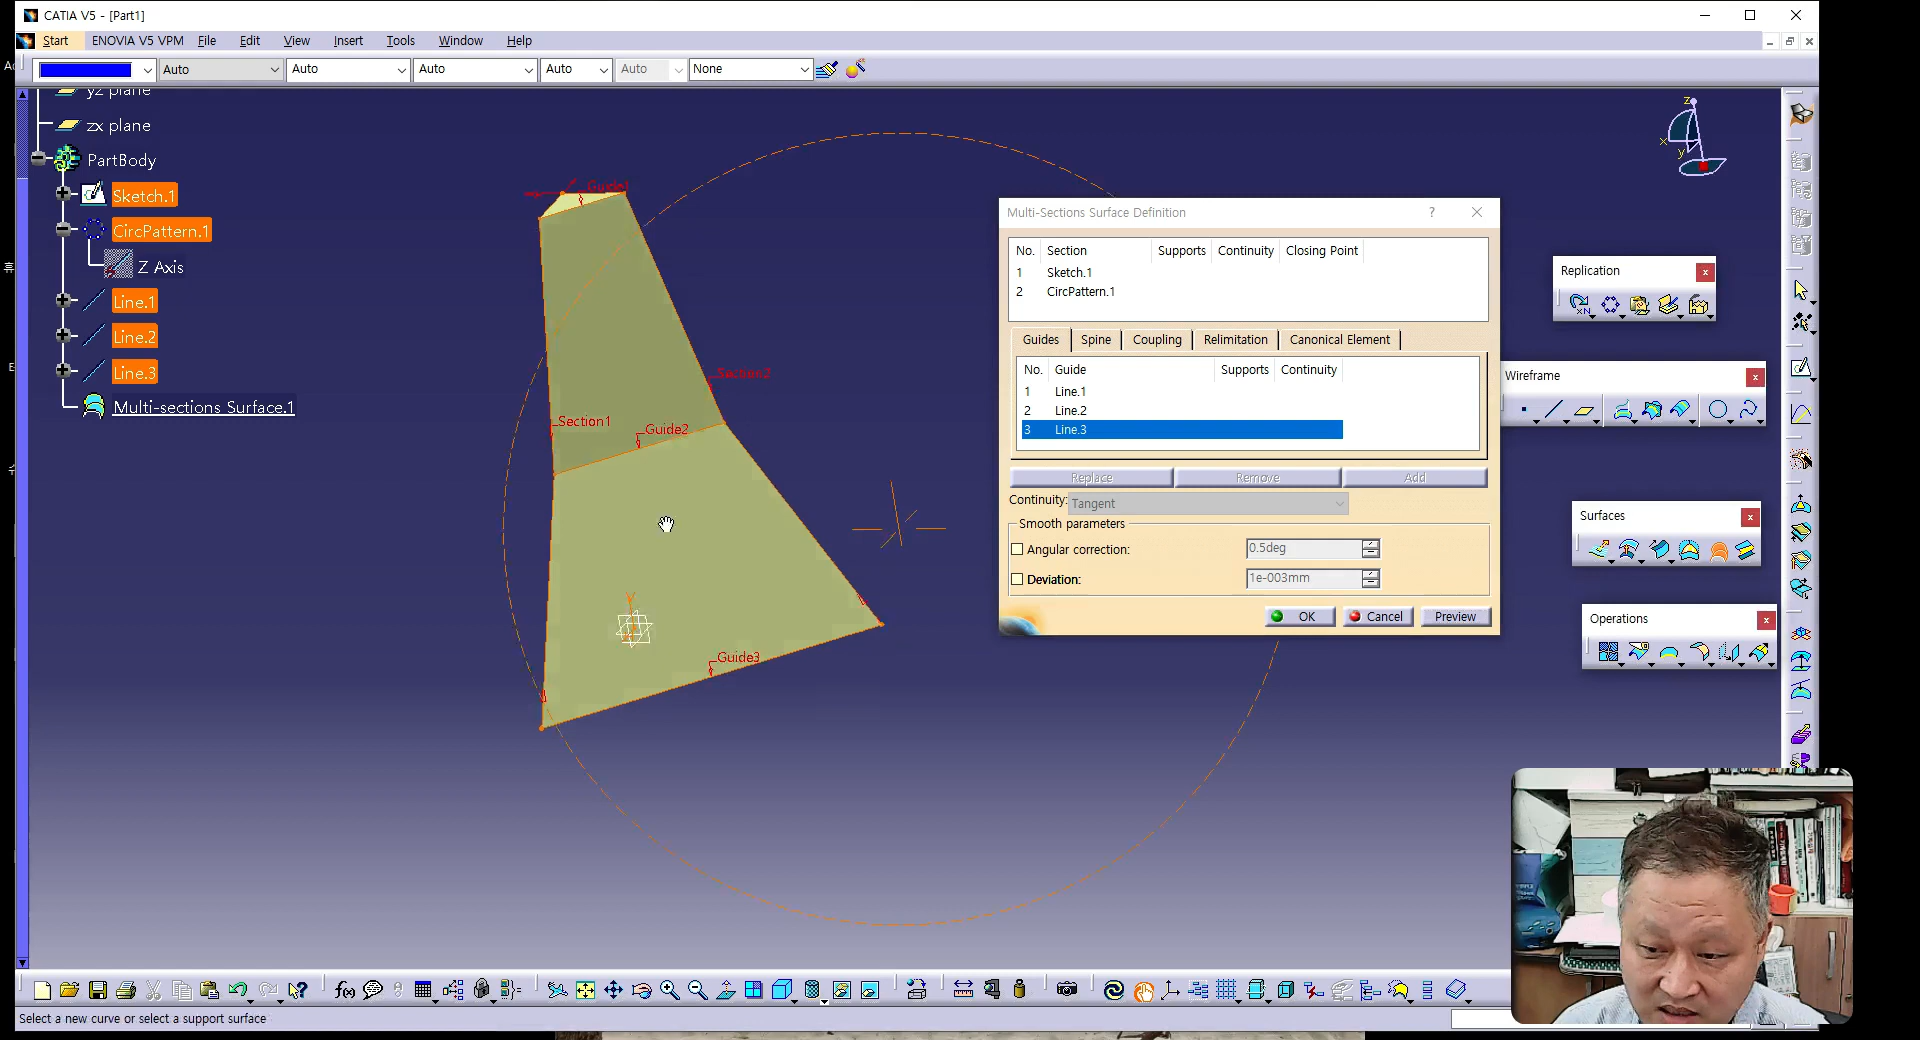 CATIA V5 - [Part1]
Start ENOVIA V5 VPM File Edit View Insert Tools Window Help
Auto Auto Auto Auto Auto None
yz plane
zx plane
PartBody
Sketch.1
CircPattern.1
Z Axis
Line.1
Line.2
Line.3
Multi-sections Surface.1
Guide1
Section2
Section1
Guide2
Guide3
z
x
y
Y
Multi-Sections Surface Definition ?
No. Section Supports Continuity Closing Point
1 Sketch.1
2 CircPattern.1
Guides Spine Coupling Relimitation Canonical Element
No. Guide Supports Continuity
1 Line.1
2 Line.2
3 Line.3
Replace Remove Add
Continuity: Tangent
Smooth parameters
Angular correction: 0.5deg
Deviation: 1e-003mm
OK Cancel Preview
Replication
Wireframe
Surfaces
Operations
f(x)
Select a new curve or select a support surface